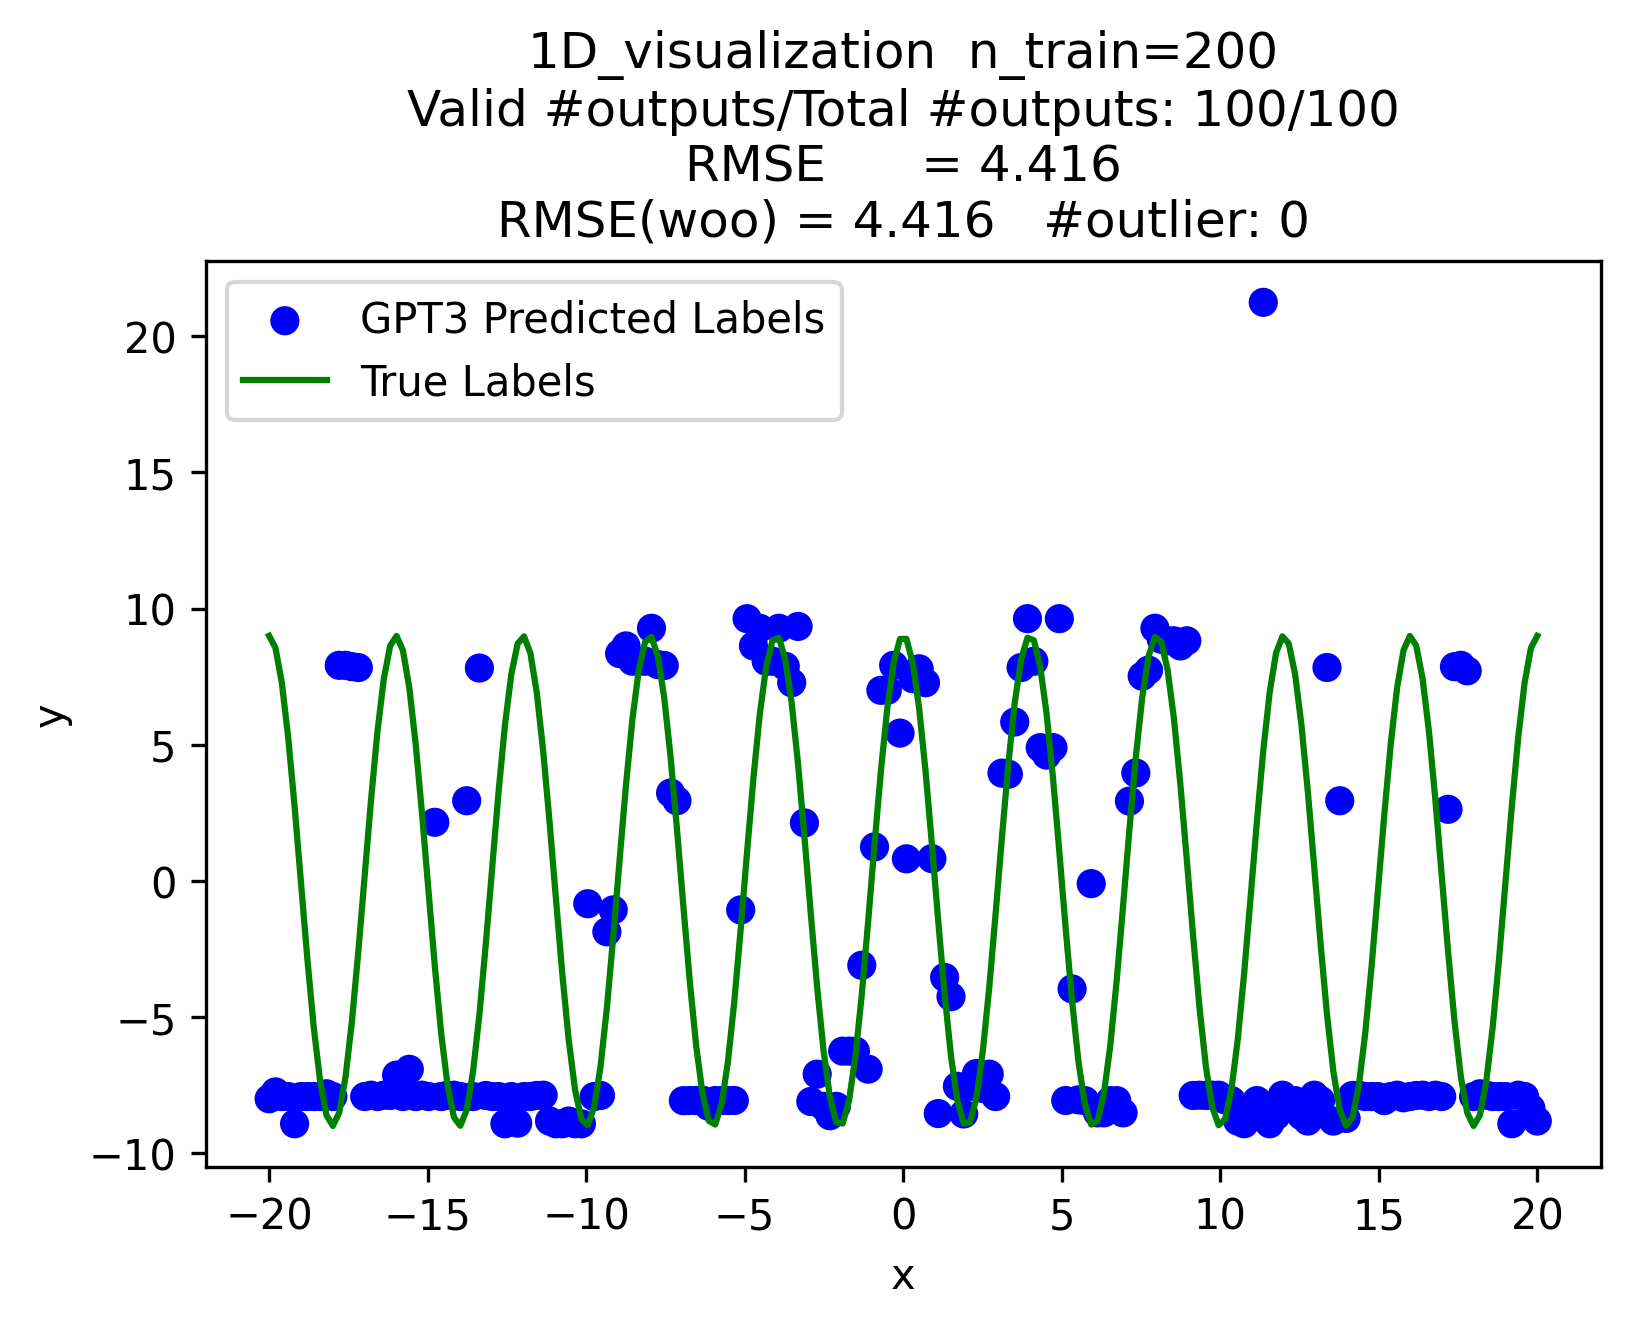 1D_visualization  n_train=200
Valid #outputs/Total #outputs: 100/100
RMSE      = 4.416
RMSE(woo) = 4.416   #outlier: 0
GPT3 Predicted Labels
True Labels
y
20
15
10
5
0
−5
−10
−20 −15 −10 −5 0 5 10 15 20
x